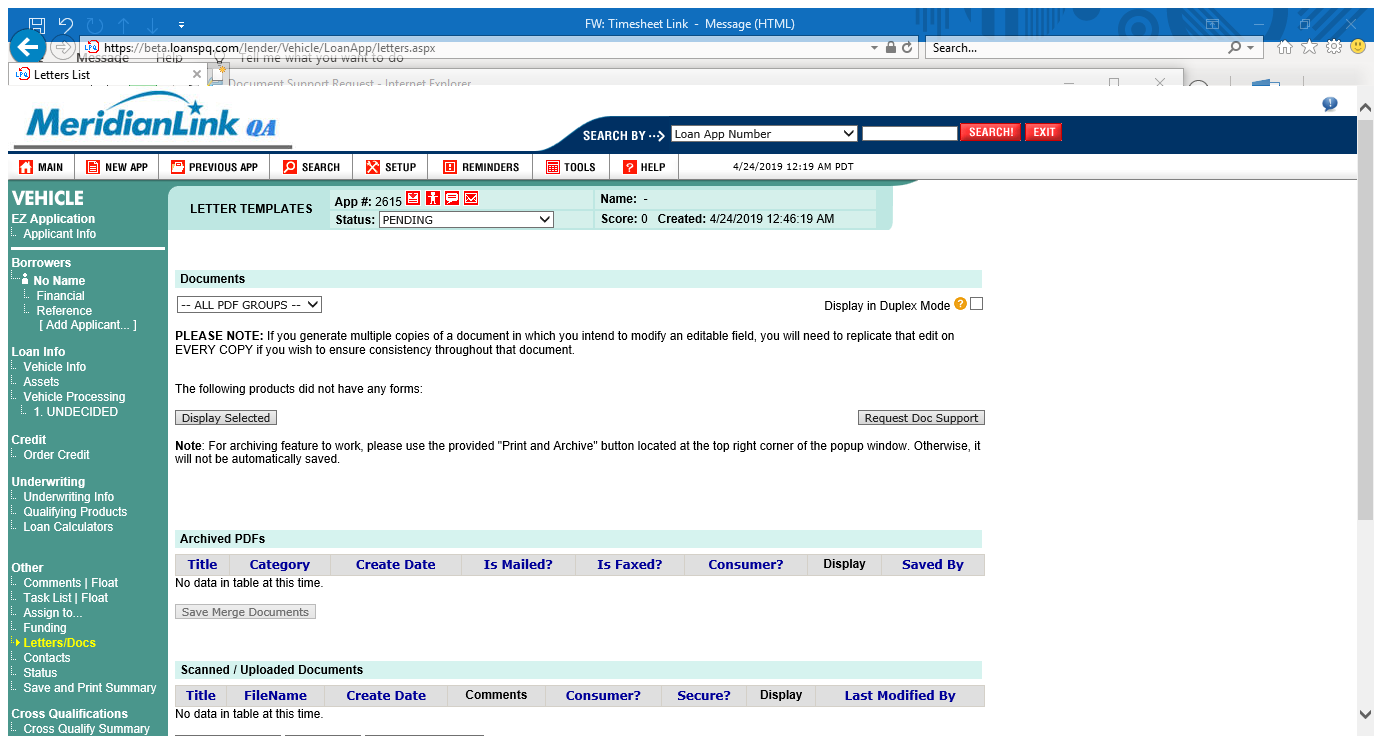 FW: Timesheet Link - Message (HTML)
https://beta.loanspq.com/lender/Vehicle/LoanApp/letters.aspx
Search...
Message Help Tell me what you want to do
Letters List
Document Support Request - Internet Explorer
MeridianLink QA
SEARCH BY ··> Loan App Number SEARCH! EXIT
MAIN NEW APP PREVIOUS APP SEARCH SETUP REMINDERS TOOLS HELP 4/24/2019 12:19 AM PDT
VEHICLE
EZ Application
Applicant Info
Borrowers
No Name
Financial
Reference
[ Add Applicant... ]
Loan Info
Vehicle Info
Assets
Vehicle Processing
1. UNDECIDED
Credit
Order Credit
Underwriting
Underwriting Info
Qualifying Products
Loan Calculators
Other
Comments | Float
Task List | Float
Assign to...
Funding
Letters/Docs
Contacts
Status
Save and Print Summary
Cross Qualifications
Cross Qualify Summary
LETTER TEMPLATES
App #: 2615
Name: -
Status: PENDING
Score: 0 Created: 4/24/2019 12:46:19 AM
Documents
-- ALL PDF GROUPS --
Display in Duplex Mode ?
PLEASE NOTE: If you generate multiple copies of a document in which you intend to modify an editable field, you will need to replicate that edit on
EVERY COPY if you wish to ensure consistency throughout that document.
The following products did not have any forms:
Display Selected Request Doc Support
Note: For archiving feature to work, please use the provided "Print and Archive" button located at the top right corner of the popup window. Otherwise, it
will not be automatically saved.
Archived PDFs
Title Category Create Date Is Mailed? Is Faxed? Consumer? Display Saved By
No data in table at this time.
Save Merge Documents
Scanned / Uploaded Documents
Title FileName Create Date Comments Consumer? Secure? Display Last Modified By
No data in table at this time.